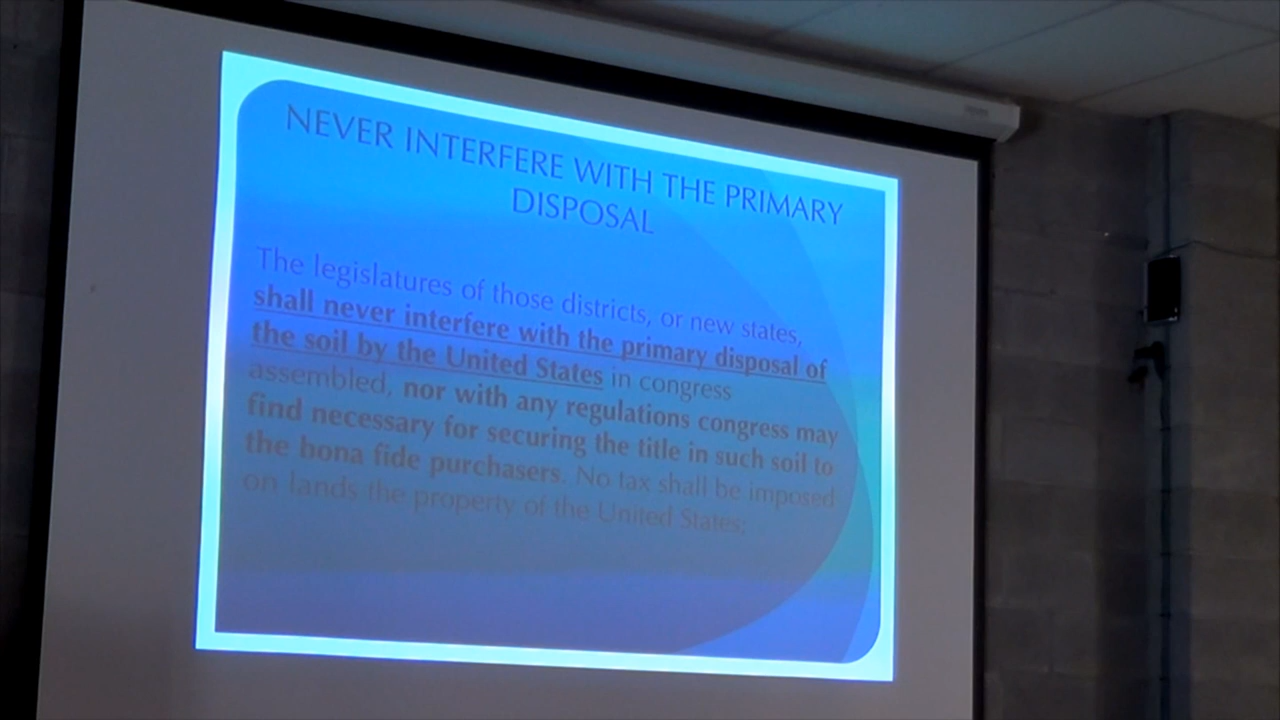 NEVER INTERFERE WITH THE PRIMARY
DISPOSAL
The legislatures of those districts, or new states,
shall never interfere with the primary disposal of
the soil by the United States in congress
assembled, nor with any regulations congress may
find necessary for securing the title in such soil to
the bona fide purchasers. No tax shall be imposed
on lands the property of the United States;